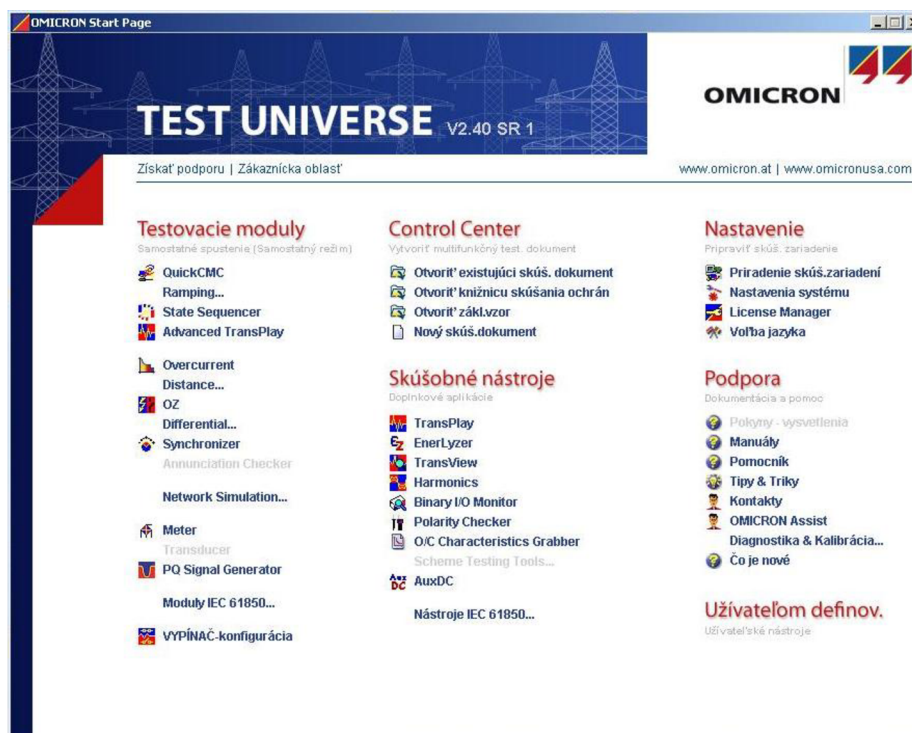 OMICRON Start Page
TEST UNIVERSE V2.40 SR 1
OMICRON
Získať podporu | Zákaznícka oblasť
www.omicron.at | www.omicronusa.com
Testovacie moduly
Samostatné spustenie (Samostatný režim)
QuickCMC
Ramping...
State Sequencer
Advanced TransPlay
Overcurrent
Distance...
OZ
Differential...
Synchronizer
Annunciation Checker
Network Simulation...
Meter
Transducer
PQ Signal Generator
Moduly IEC 61850...
VYPÍNAČ-konfigurácia
Control Center
Vytvoriť multifunkčný test. dokument
Otvoriť existujúci skúš. dokument
Otvoriť knižnicu skúšania ochrán
Otvoriť zákl.vzor
Nový skúš.dokument
Skúšobné nástroje
Doplnkové aplikácie
TransPlay
EnerLyzer
TransView
Harmonics
Binary I/O Monitor
Polarity Checker
O/C Characteristics Grabber
Scheme Testing Tools...
AuxDC
Nástroje IEC 61850...
Nastavenie
Pripraviť skúš. zariadenie
Priradenie skúš.zariadení
Nastavenia systému
License Manager
Voľba jazyka
Podpora
Dokumentácia a pomoc
Pokyny - vysvetlenia
Manuály
Pomocník
Tipy & Triky
Kontakty
OMICRON Assist
Diagnostika & Kalibrácia...
Čo je nové
Užívateľom definov.
Užívateľské nástroje